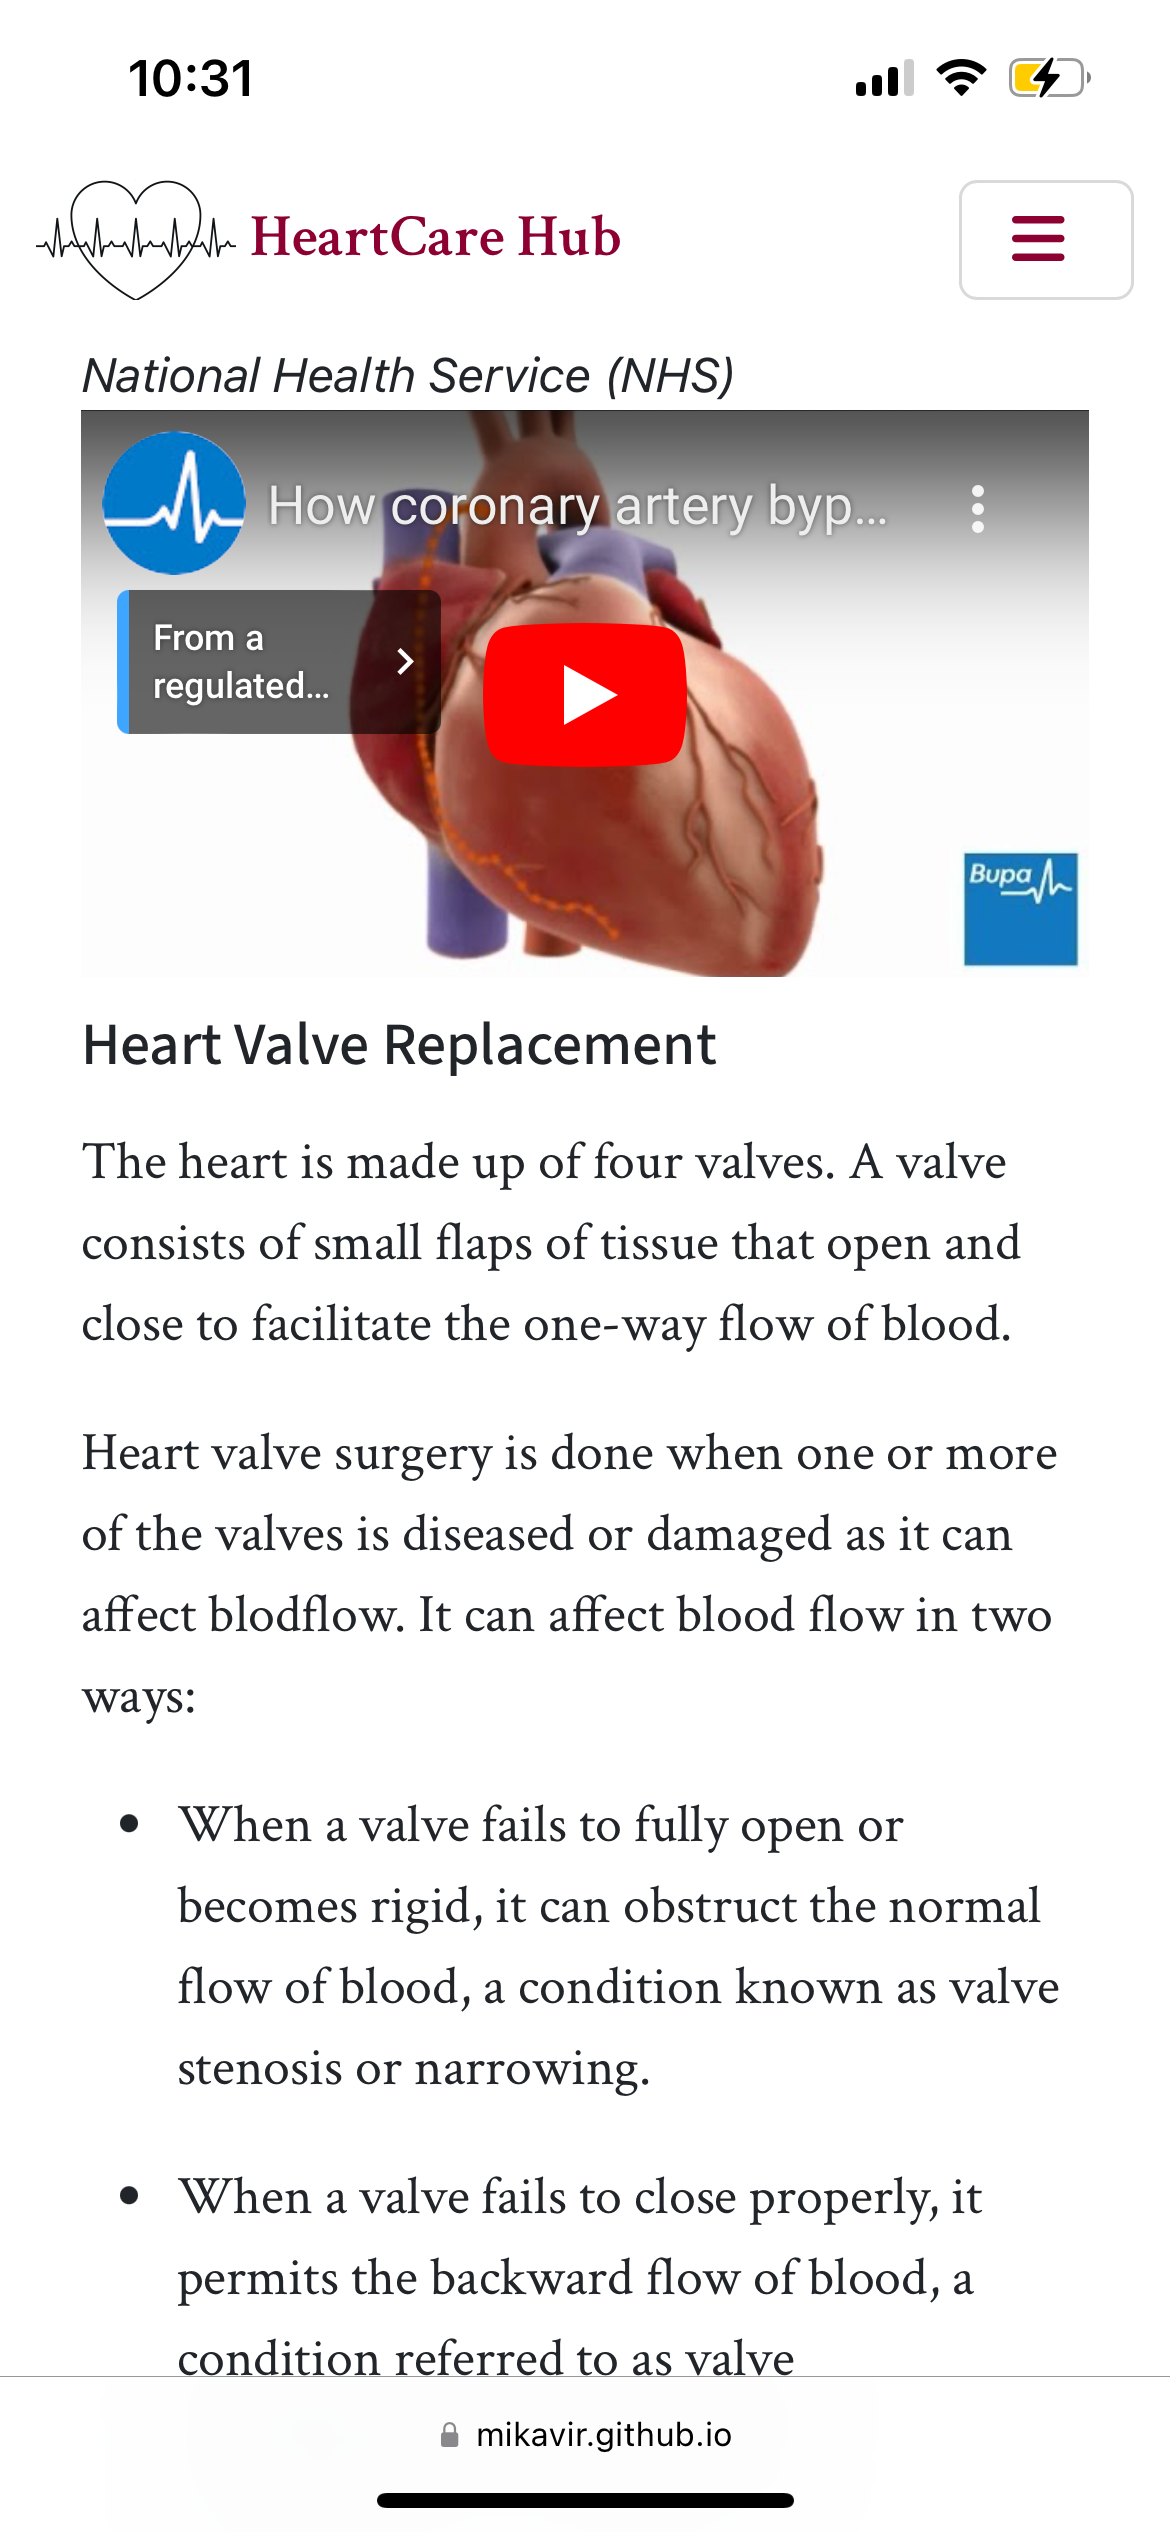 10:31
HeartCare Hub
National Health Service (NHS)
How coronary artery byp...
From a
regulated...
Bupa
Heart Valve Replacement
The heart is made up of four valves. A valve
consists of small flaps of tissue that open and
close to facilitate the one-way flow of blood.
Heart valve surgery is done when one or more
of the valves is diseased or damaged as it can
affect blodflow. It can affect blood flow in two
ways:
• When a valve fails to fully open or
becomes rigid, it can obstruct the normal
flow of blood, a condition known as valve
stenosis or narrowing.
• When a valve fails to close properly, it
permits the backward flow of blood, a
condition referred to as valve
mikavir.github.io